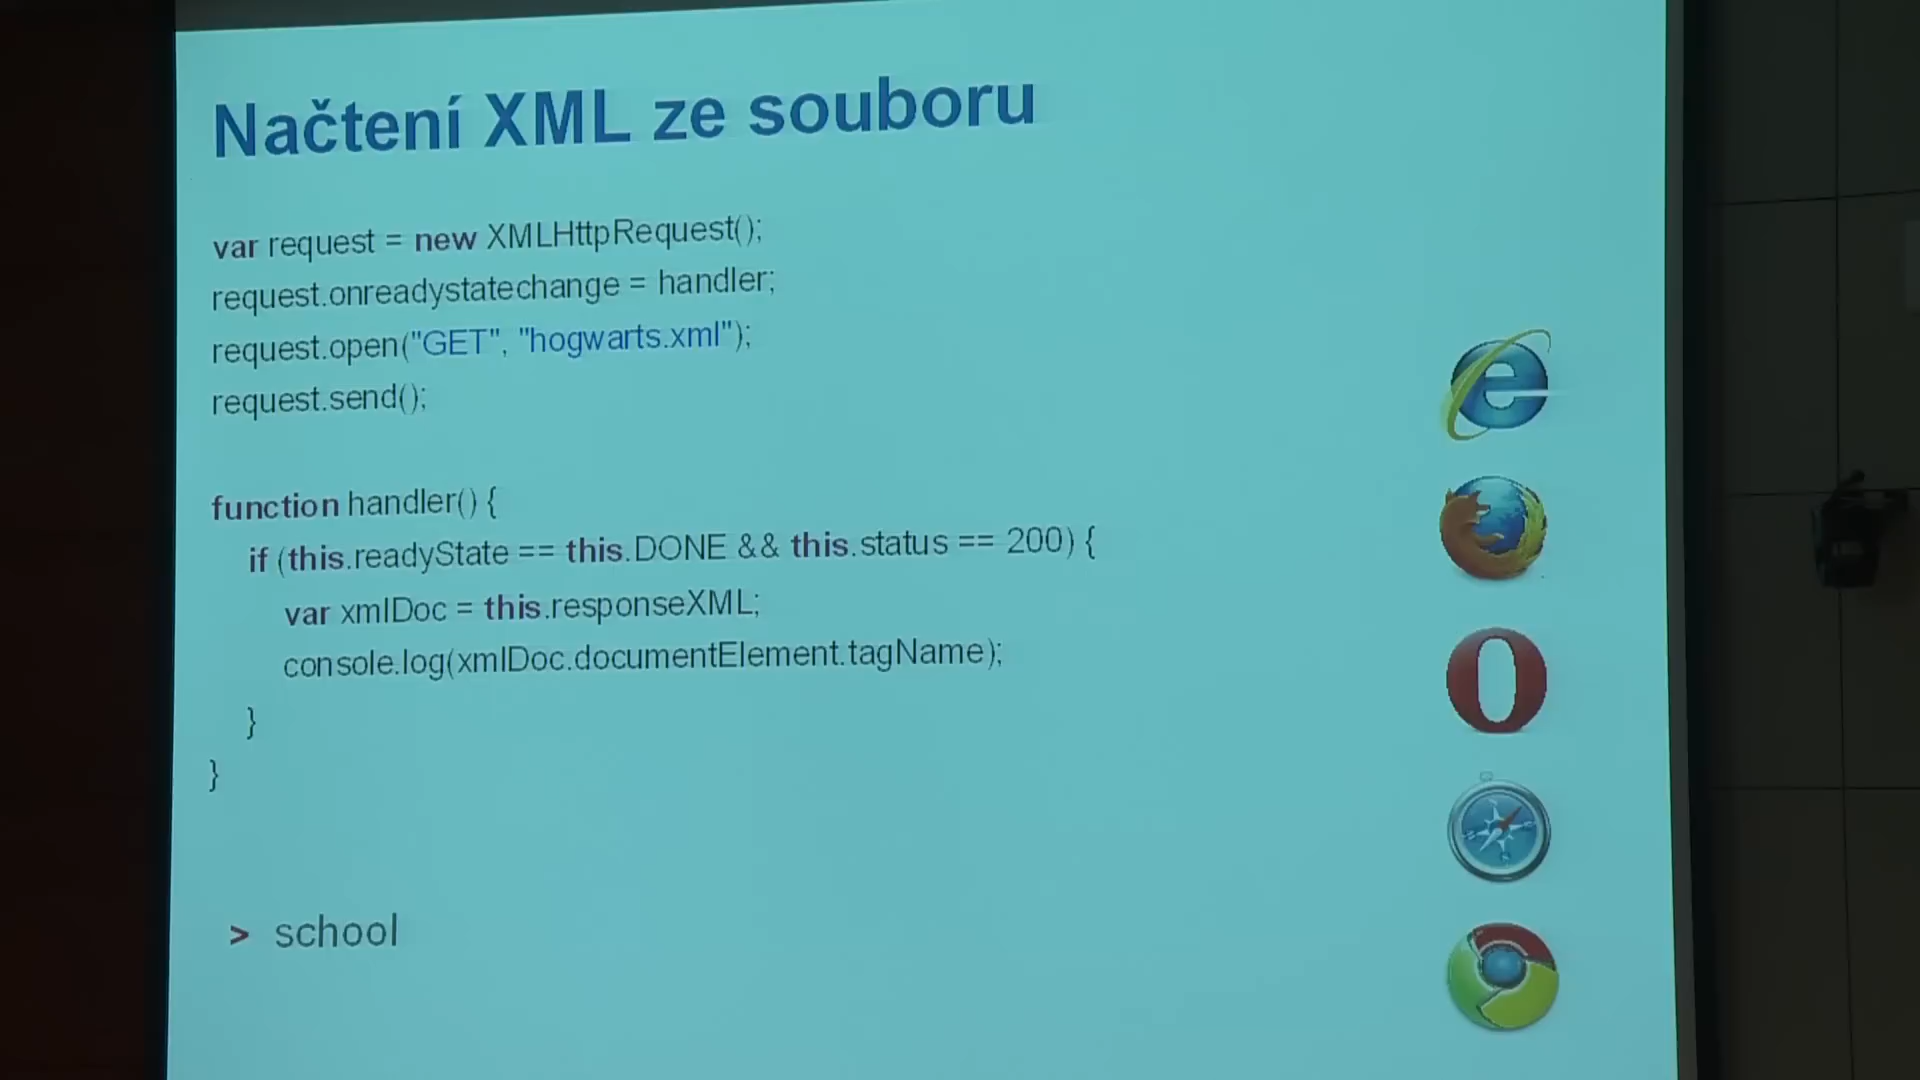 Načtení XML ze souboru
var request = new XMLHttpRequest();
request.onreadystatechange = handler;
request.open("GET", "hogwarts.xml");
request.send();
function handler() {
if (this.readyState == this.DONE && this.status == 200) {
var xmlDoc = this.responseXML;
console.log(xmlDoc.documentElement.tagName);
}
}
> school